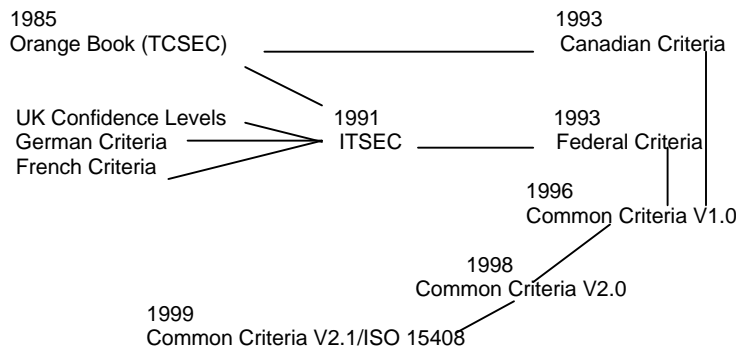 1985
Orange Book (TCSEC)
1993
Canadian Criteria
UK Confidence Levels
German Criteria
French Criteria
1991
ITSEC
1993
Federal Criteria
1996
Common Criteria V1.0
1998
Common Criteria V2.0
1999
Common Criteria V2.1/ISO 15408